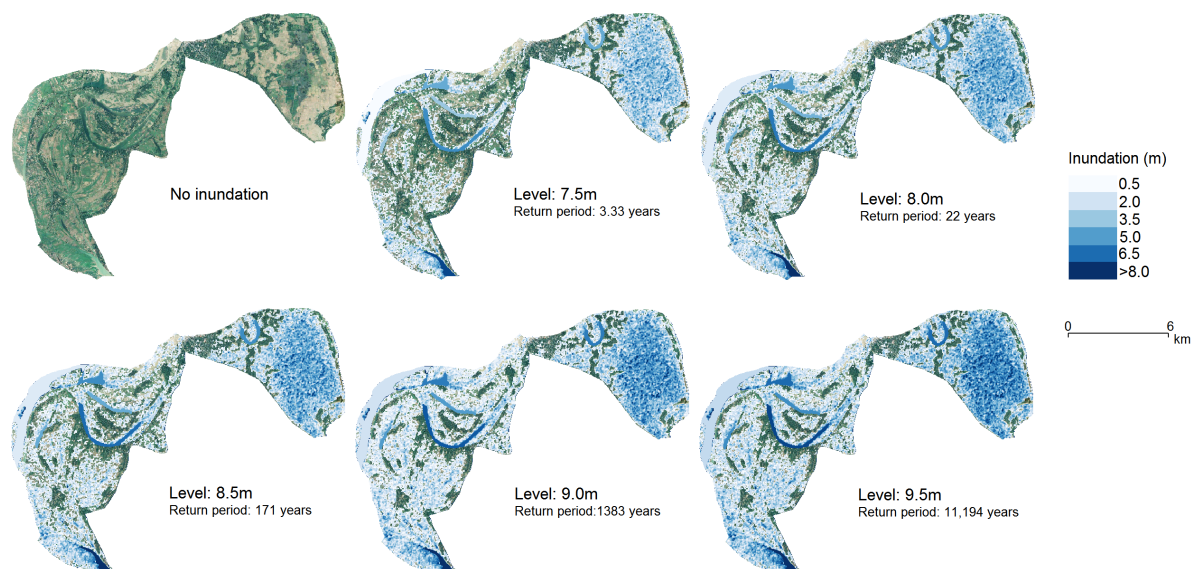 No inundation
Level: 7.5m
Return period: 3.33 years
Level: 8.0m
Return period: 22 years
Inundation (m)
0.5
2.0
3.5
5.0
6.5
>8.0
0 6
km
Level: 8.5m
Return period: 171 years
Level: 9.0m
Return period:1383 years
Level: 9.5m
Return period: 11,194 years